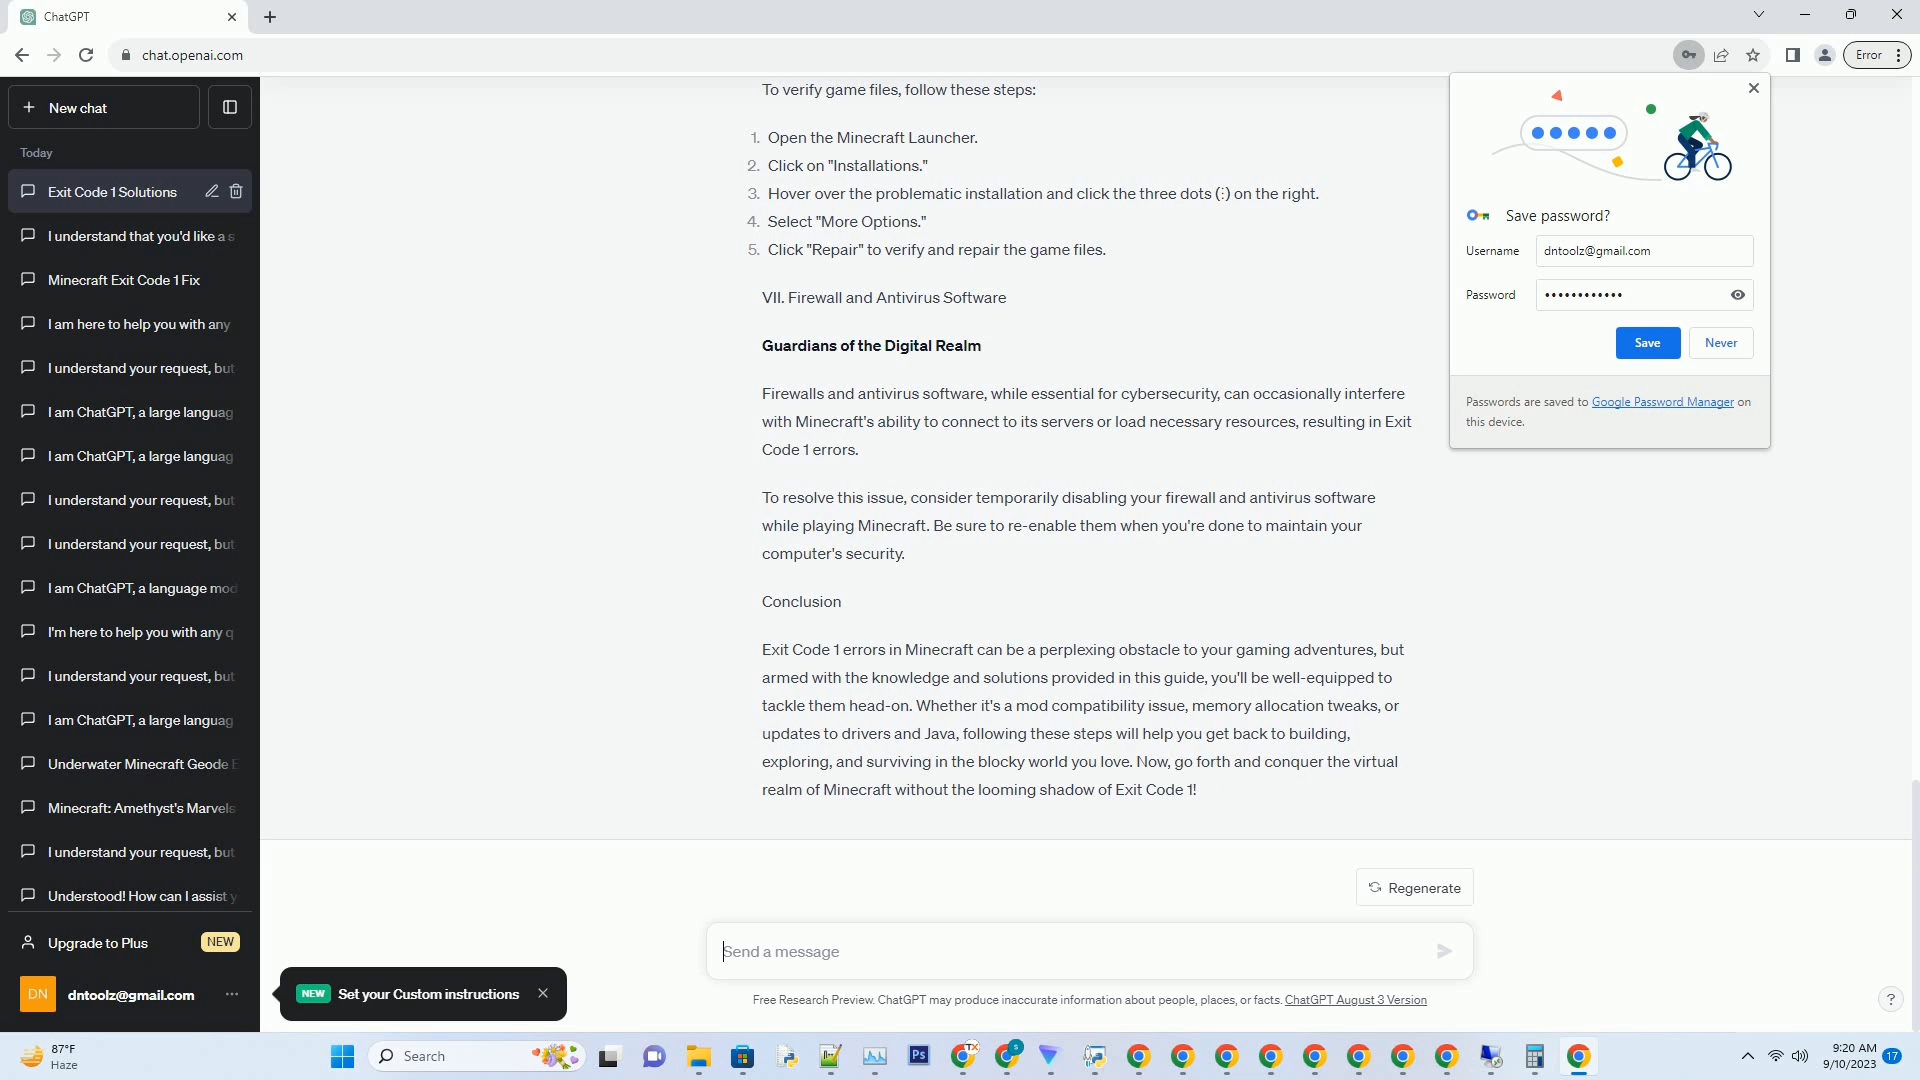 ChatGPT
chat.openai.com
Error
New chat
Today
Exit Code 1 Solutions
I understand that you'd like a s
Minecraft Exit Code 1 Fix
I am here to help you with any
I understand your request, but
I am ChatGPT, a large languag
I am ChatGPT, a large languag
I understand your request, but
I understand your request, but
I am ChatGPT, a language mod
I'm here to help you with any q
I understand your request, but
I am ChatGPT, a large languag
Underwater Minecraft Geode E
Minecraft: Amethyst's Marvels
I understand your request, but
Understood! How can I assist y
Upgrade to Plus NEW
DN dntoolz@gmail.com
To verify game files, follow these steps:
1. Open the Minecraft Launcher.
2. Click on "Installations."
3. Hover over the problematic installation and click the three dots (⋮) on the right.
4. Select "More Options."
5. Click "Repair" to verify and repair the game files.
VII. Firewall and Antivirus Software
Guardians of the Digital Realm
Firewalls and antivirus software, while essential for cybersecurity, can occasionally interfere
with Minecraft's ability to connect to its servers or load necessary resources, resulting in Exit
Code 1 errors.
To resolve this issue, consider temporarily disabling your firewall and antivirus software
while playing Minecraft. Be sure to re-enable them when you're done to maintain your
computer's security.
Conclusion
Exit Code 1 errors in Minecraft can be a perplexing obstacle to your gaming adventures, but
armed with the knowledge and solutions provided in this guide, you'll be well-equipped to
tackle them head-on. Whether it's a mod compatibility issue, memory allocation tweaks, or
updates to drivers and Java, following these steps will help you get back to building,
exploring, and surviving in the blocky world you love. Now, go forth and conquer the virtual
realm of Minecraft without the looming shadow of Exit Code 1!
Regenerate
Send a message
NEW Set your Custom instructions
Free Research Preview. ChatGPT may produce inaccurate information about people, places, or facts. ChatGPT August 3 Version
?
Save password?
Username dntoolz@gmail.com
Password ••••••••••••
Save Never
Passwords are saved to Google Password Manager on
this device.
87°F
Haze
Search
Ps
TX
s
9:20 AM
9/10/2023
17